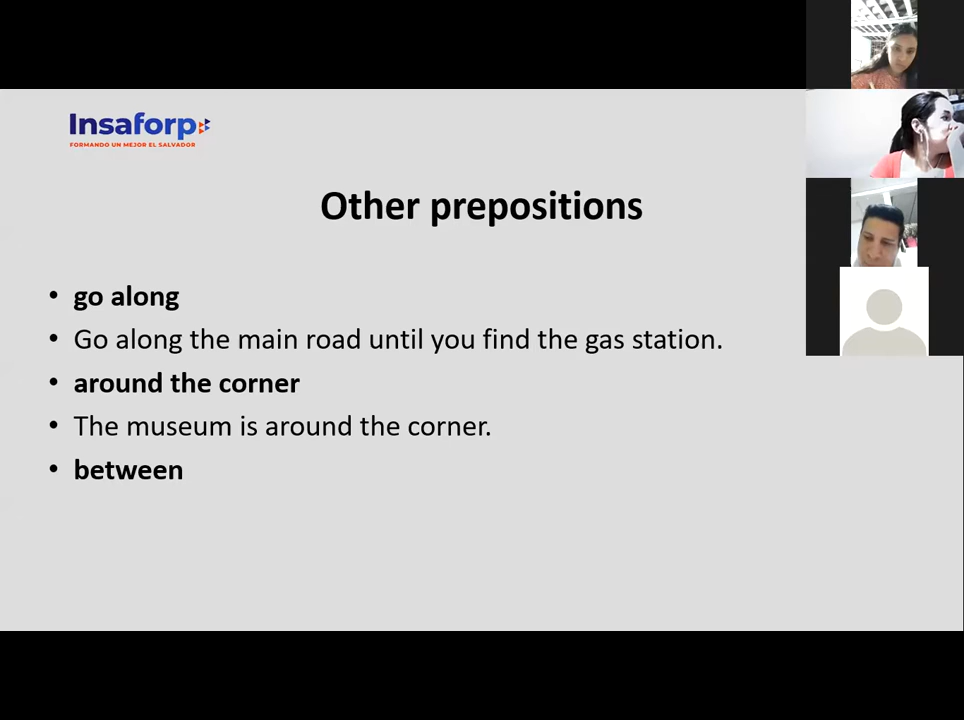 Insaforp
FORMANDO UN MEJOR EL SALVADOR
Other prepositions
• go along
• Go along the main road until you find the gas station.
• around the corner
• The museum is around the corner.
• between